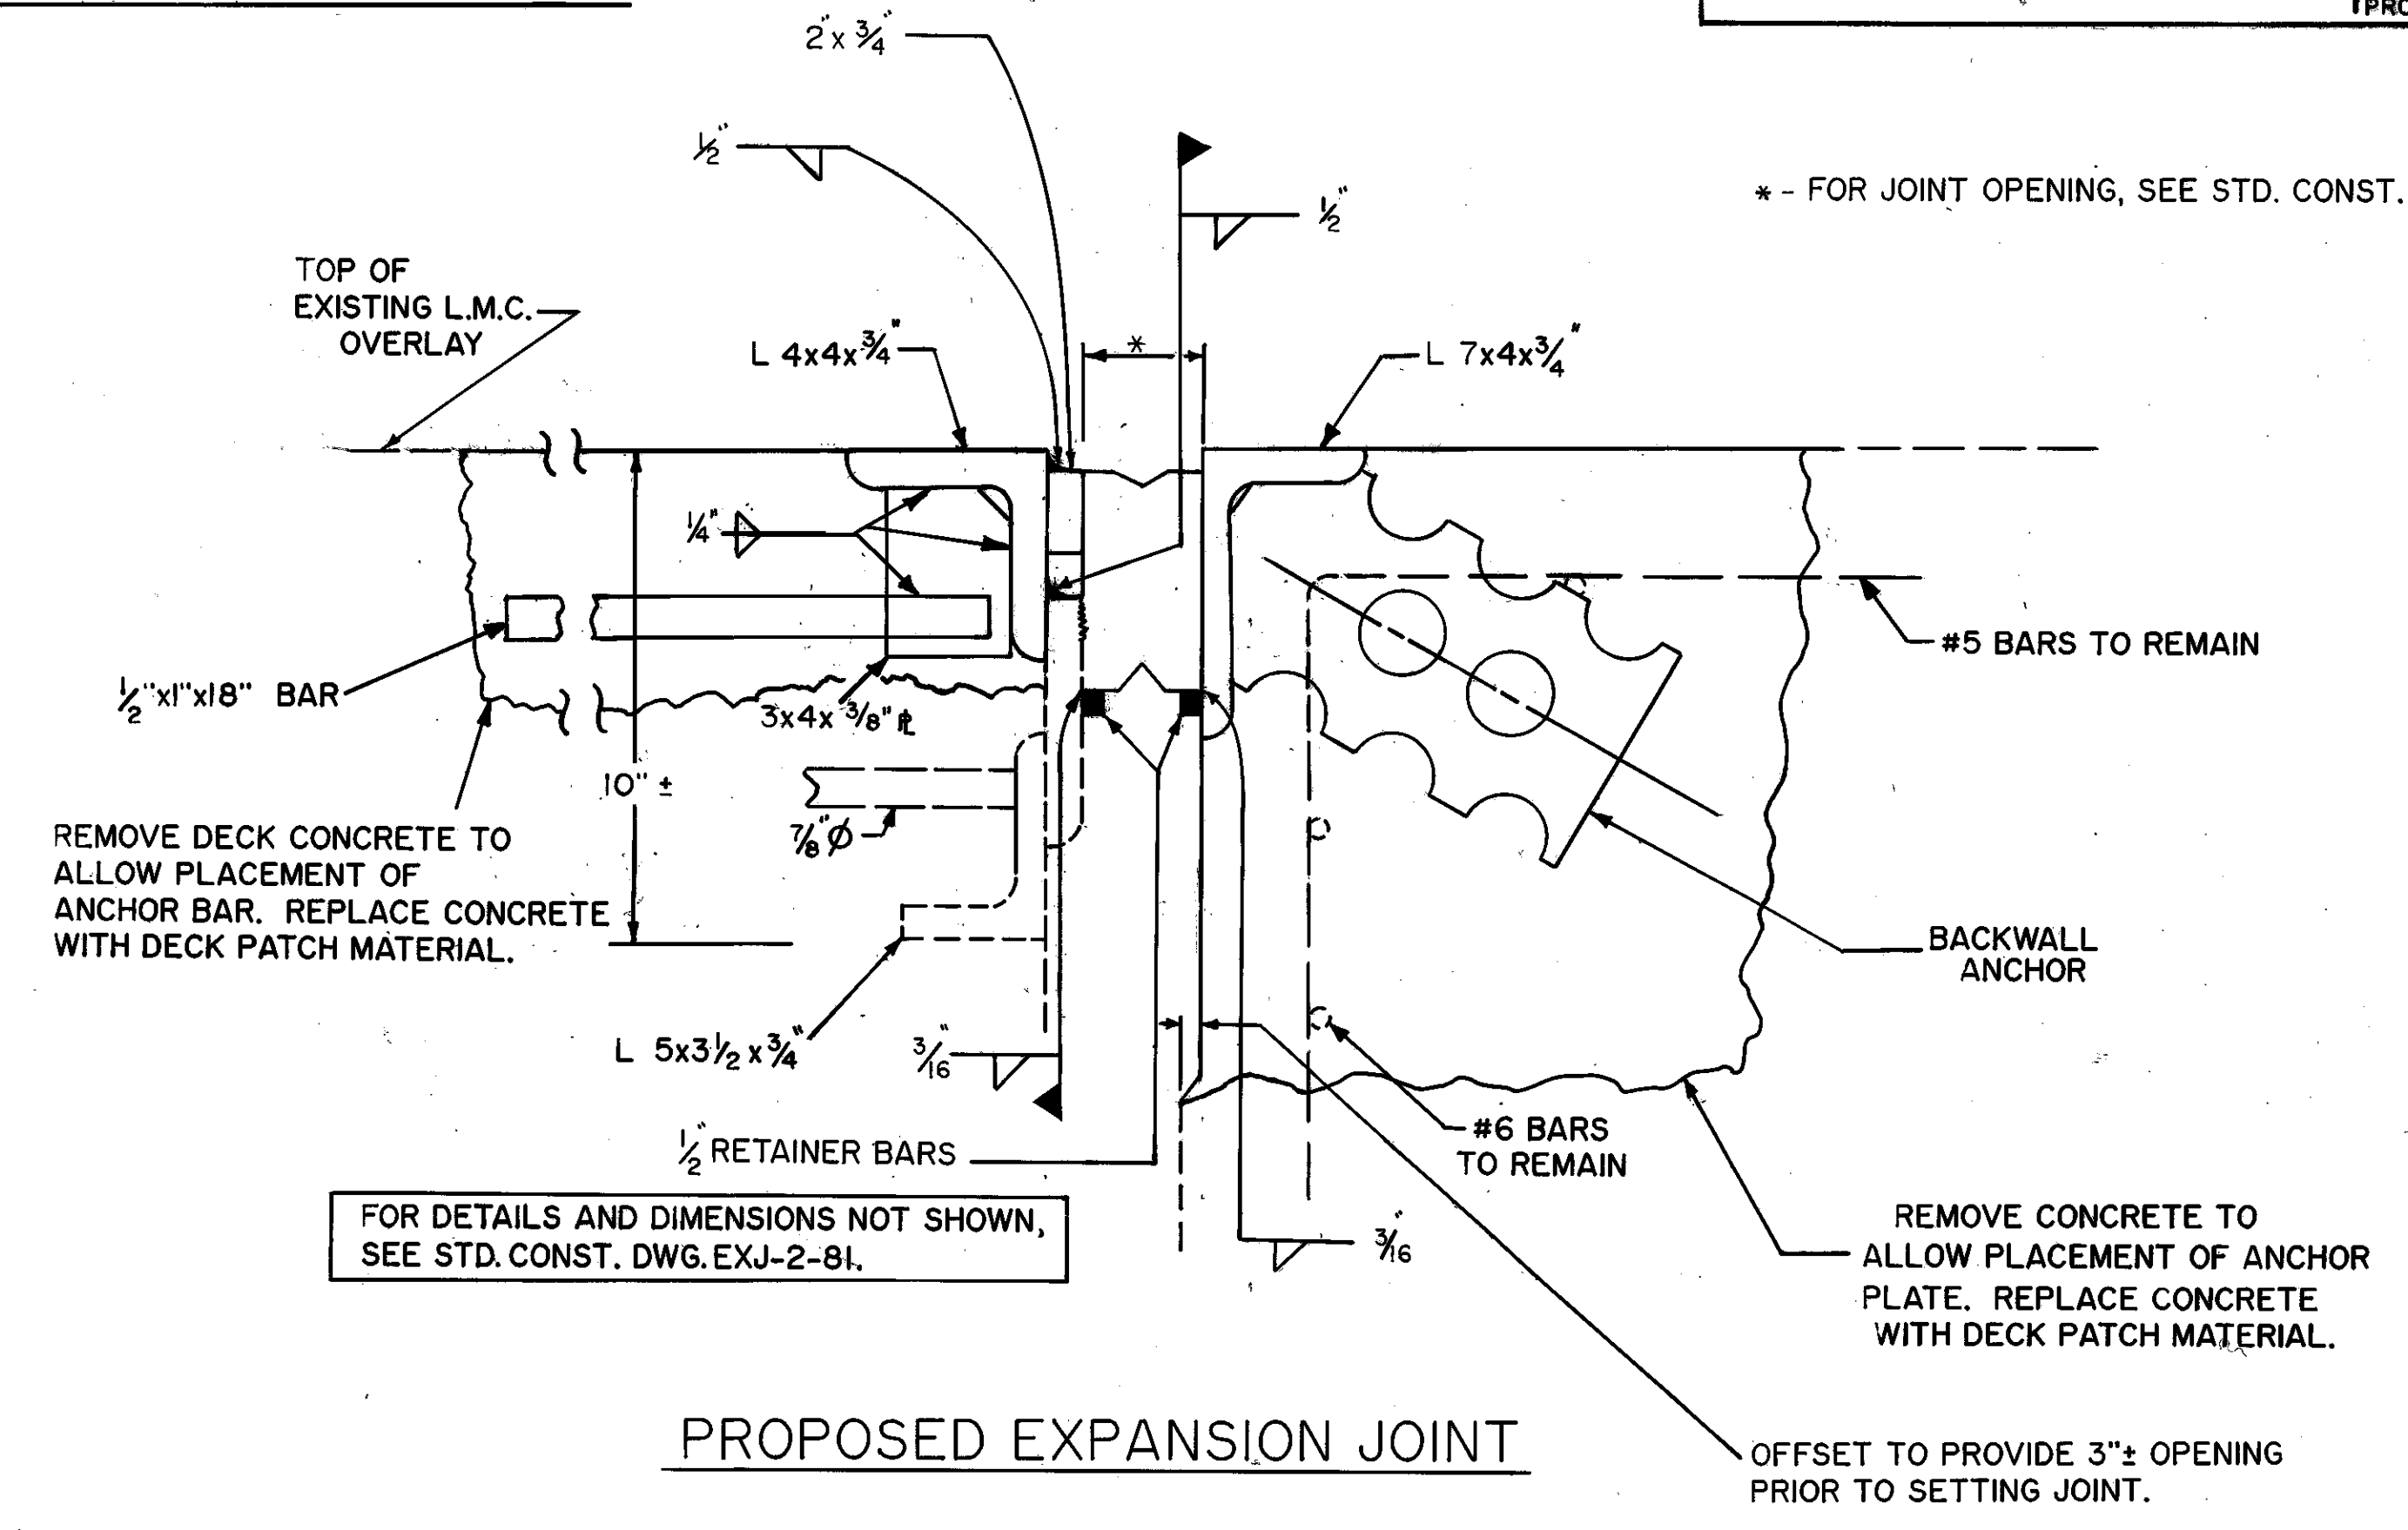 2"x 3/4"
1/2"
1/2"
* - FOR JOINT OPENING, SEE STD. CONST.
TOP OF
EXISTING L.M.C.
OVERLAY
L 4x4x3/4"
*
L 7x4x3/4"
1/4"
#5 BARS TO REMAIN
1/2"x1"x18" BAR
3x4x 3/8" ℄
10" ±
7/8"Ø
REMOVE DECK CONCRETE TO
ALLOW PLACEMENT OF
ANCHOR BAR. REPLACE CONCRETE
WITH DECK PATCH MATERIAL.
BACKWALL
ANCHOR
L 5x3 1/2 x 3/4"
3/16"
1/2" RETAINER BARS
#6 BARS
TO REMAIN
FOR DETAILS AND DIMENSIONS NOT SHOWN,
SEE STD. CONST. DWG. EXJ-2-81.
3/16"
REMOVE CONCRETE TO
ALLOW PLACEMENT OF ANCHOR
PLATE. REPLACE CONCRETE
WITH DECK PATCH MATERIAL.
PROPOSED EXPANSION JOINT
OFFSET TO PROVIDE 3"± OPENING
PRIOR TO SETTING JOINT.